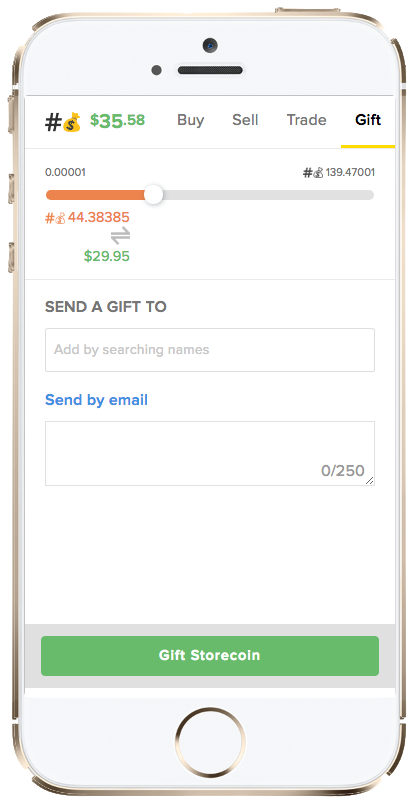 #💰 $35.58 Buy Sell Trade Gift
0.00001 #💰139.47001
#💰 44.38385
⇌
$29.95
SEND A GIFT TO
Add by searching names
Send by email
0/250
Gift Storecoin